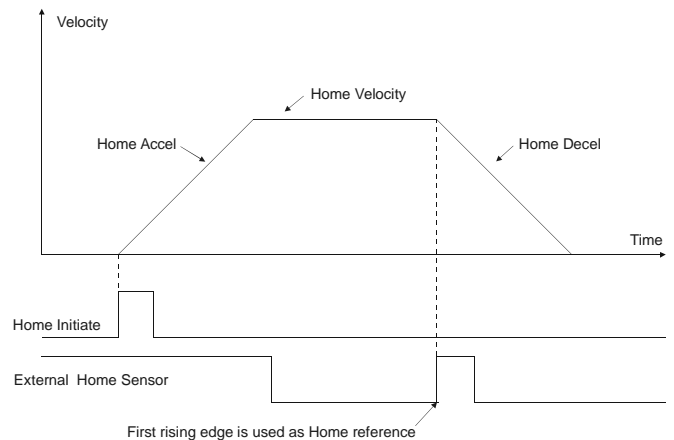 Velocity
Home Velocity
Home Accel
Home Decel
Time
Home Initiate
External Home Sensor
First rising edge is used as Home reference